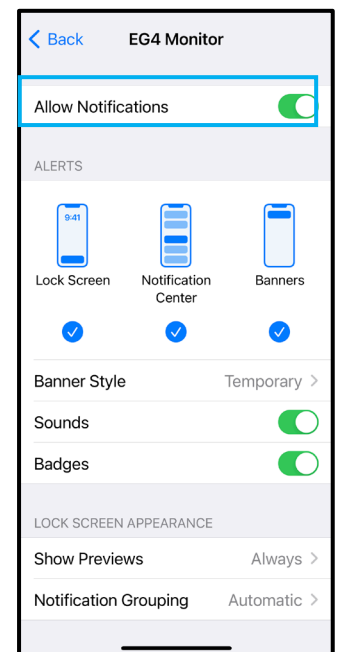 Back EG4 Monitor
Allow Notifications
ALERTS
9:41
Lock Screen Notification Center Banners
Banner Style Temporary
Sounds
Badges
LOCK SCREEN APPEARANCE
Show Previews Always
Notification Grouping Automatic